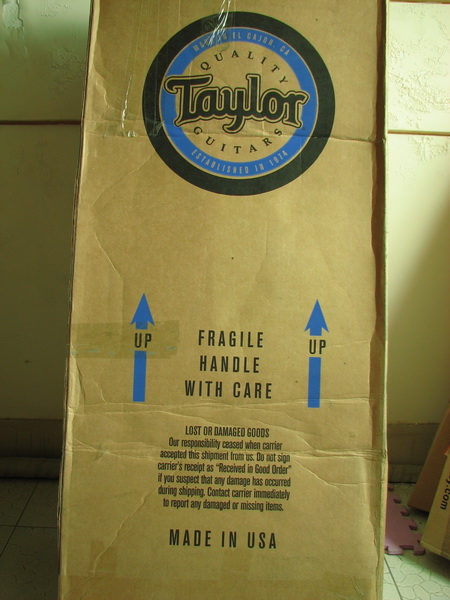 MADE IN EL CAJON, CA
QUALITY
Taylor
GUITARS
ESTABLISHED IN 1974
UP
UP
FRAGILE
HANDLE
WITH CARE
LOST OR DAMAGED GOODS
Our responsibility ceased when carrier
accepted this shipment from us. Do not sign
carrier's receipt as "Received in Good Order"
if you suspect that any damage has occurred
during shipping. Contact carrier immediately
to report any damaged or missing items.
MADE IN USA
.com